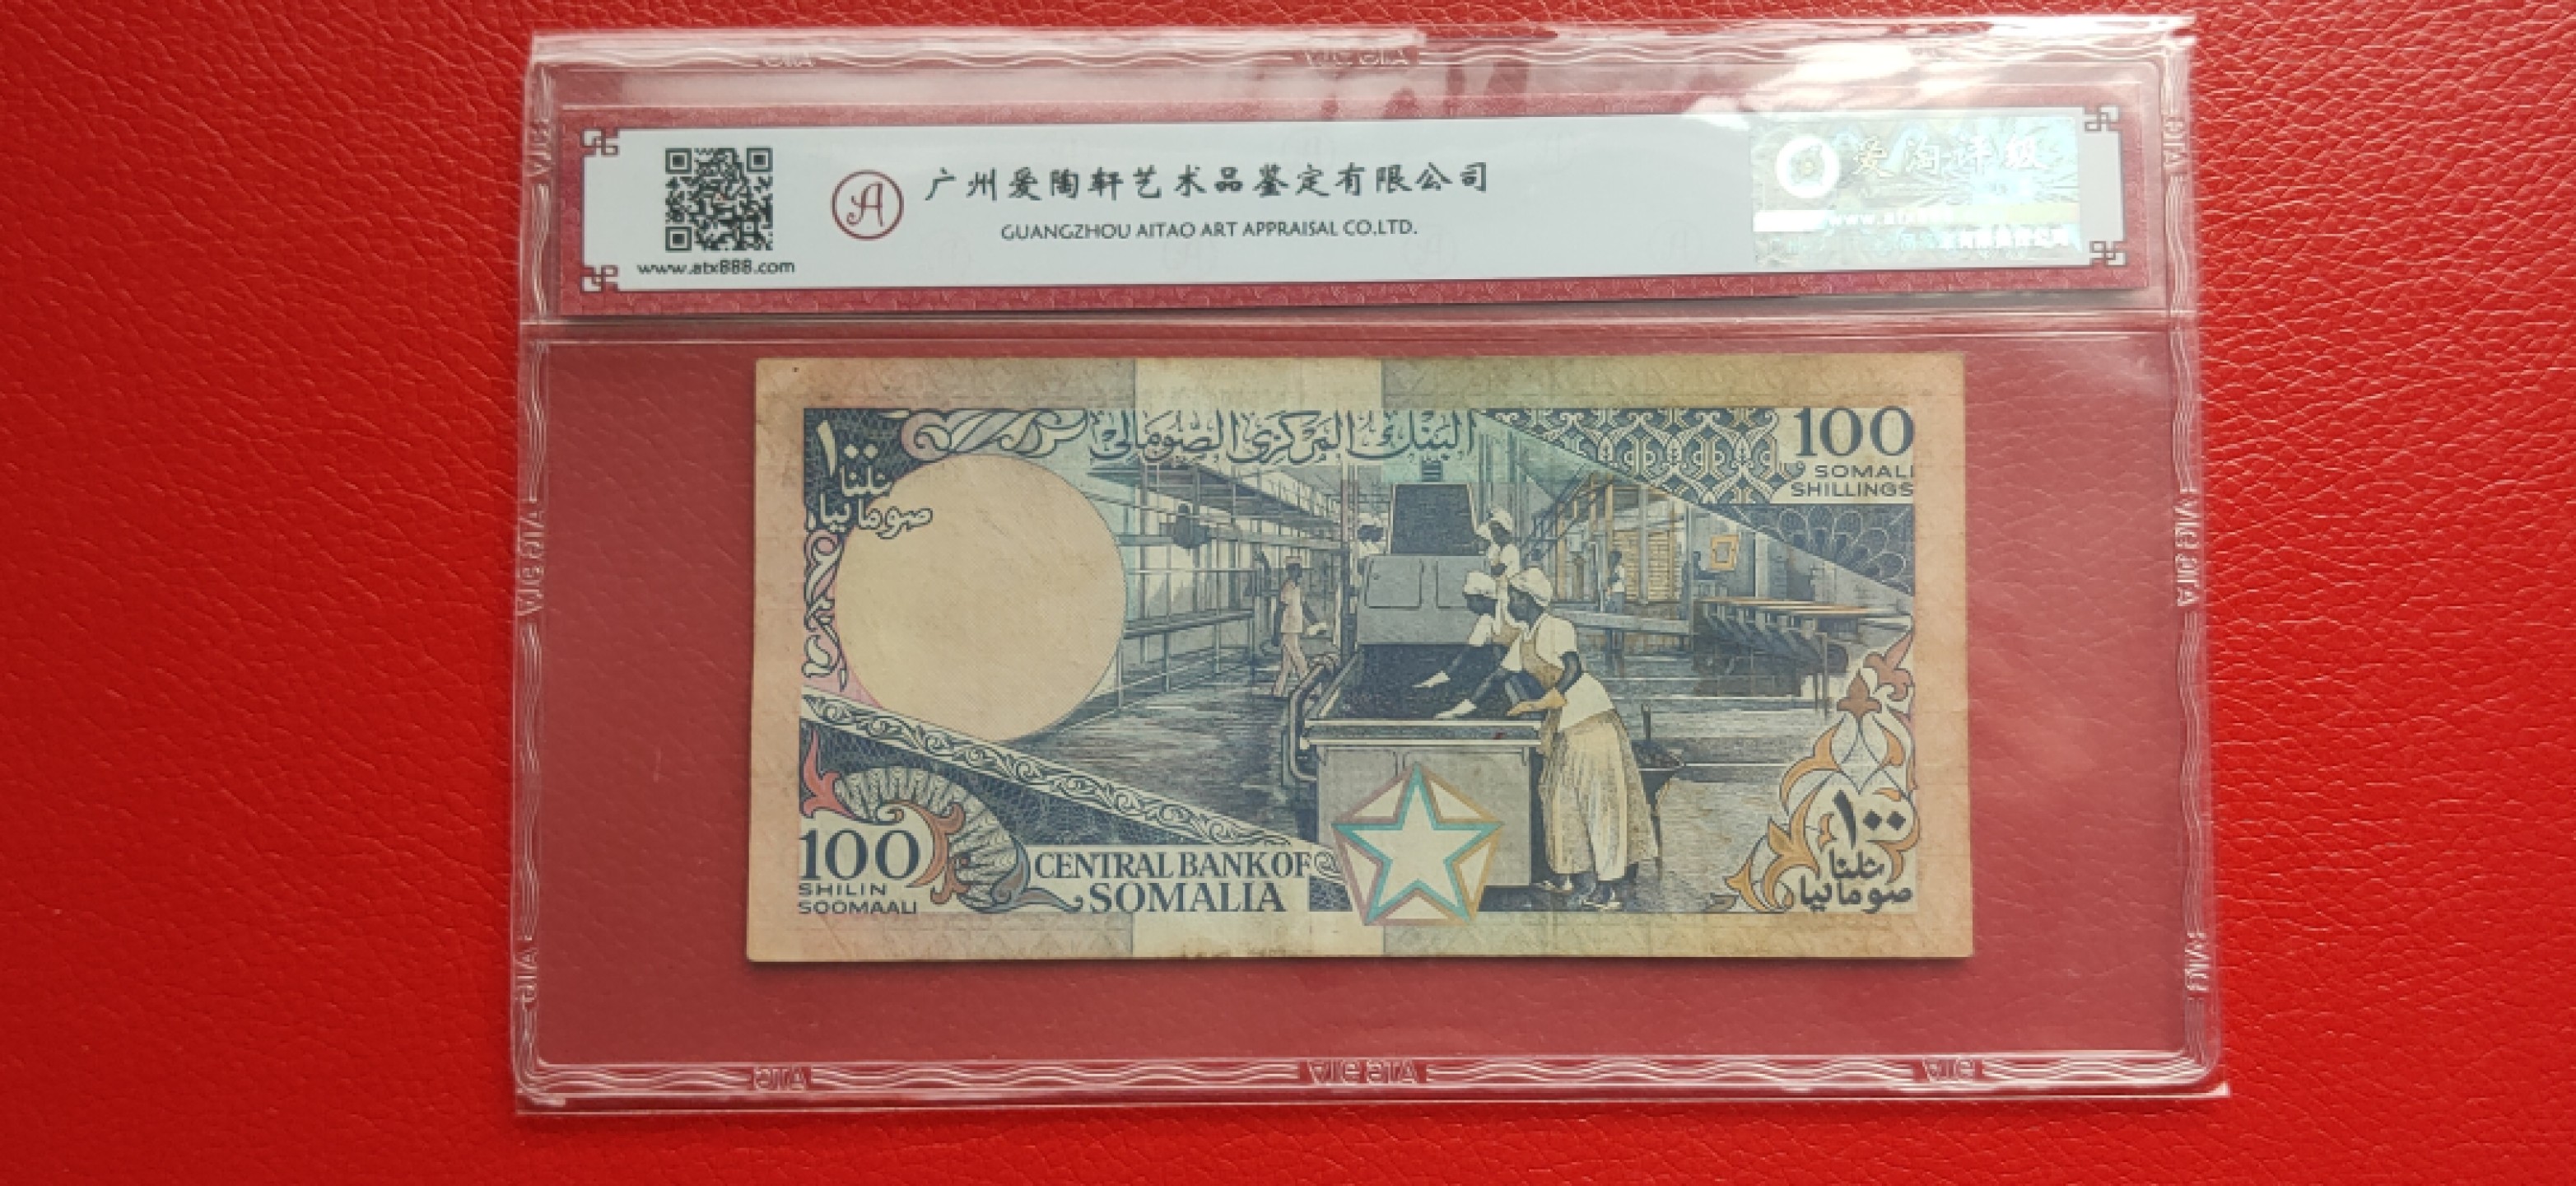 广州爱陶轩艺术品鉴定有限公司
GUANGZHOU AITAO ART APPRAISAL CO.LTD.
www.atx888.com
爱淘评级
البنك المركزي الصومالي
١٠٠
شلنا
صوماليا
100
SOMALI
SHILLINGS
100
SHILIN
SOOMAALI
CENTRAL BANK OF
SOMALIA
١٠٠
شلنا
صوماليا